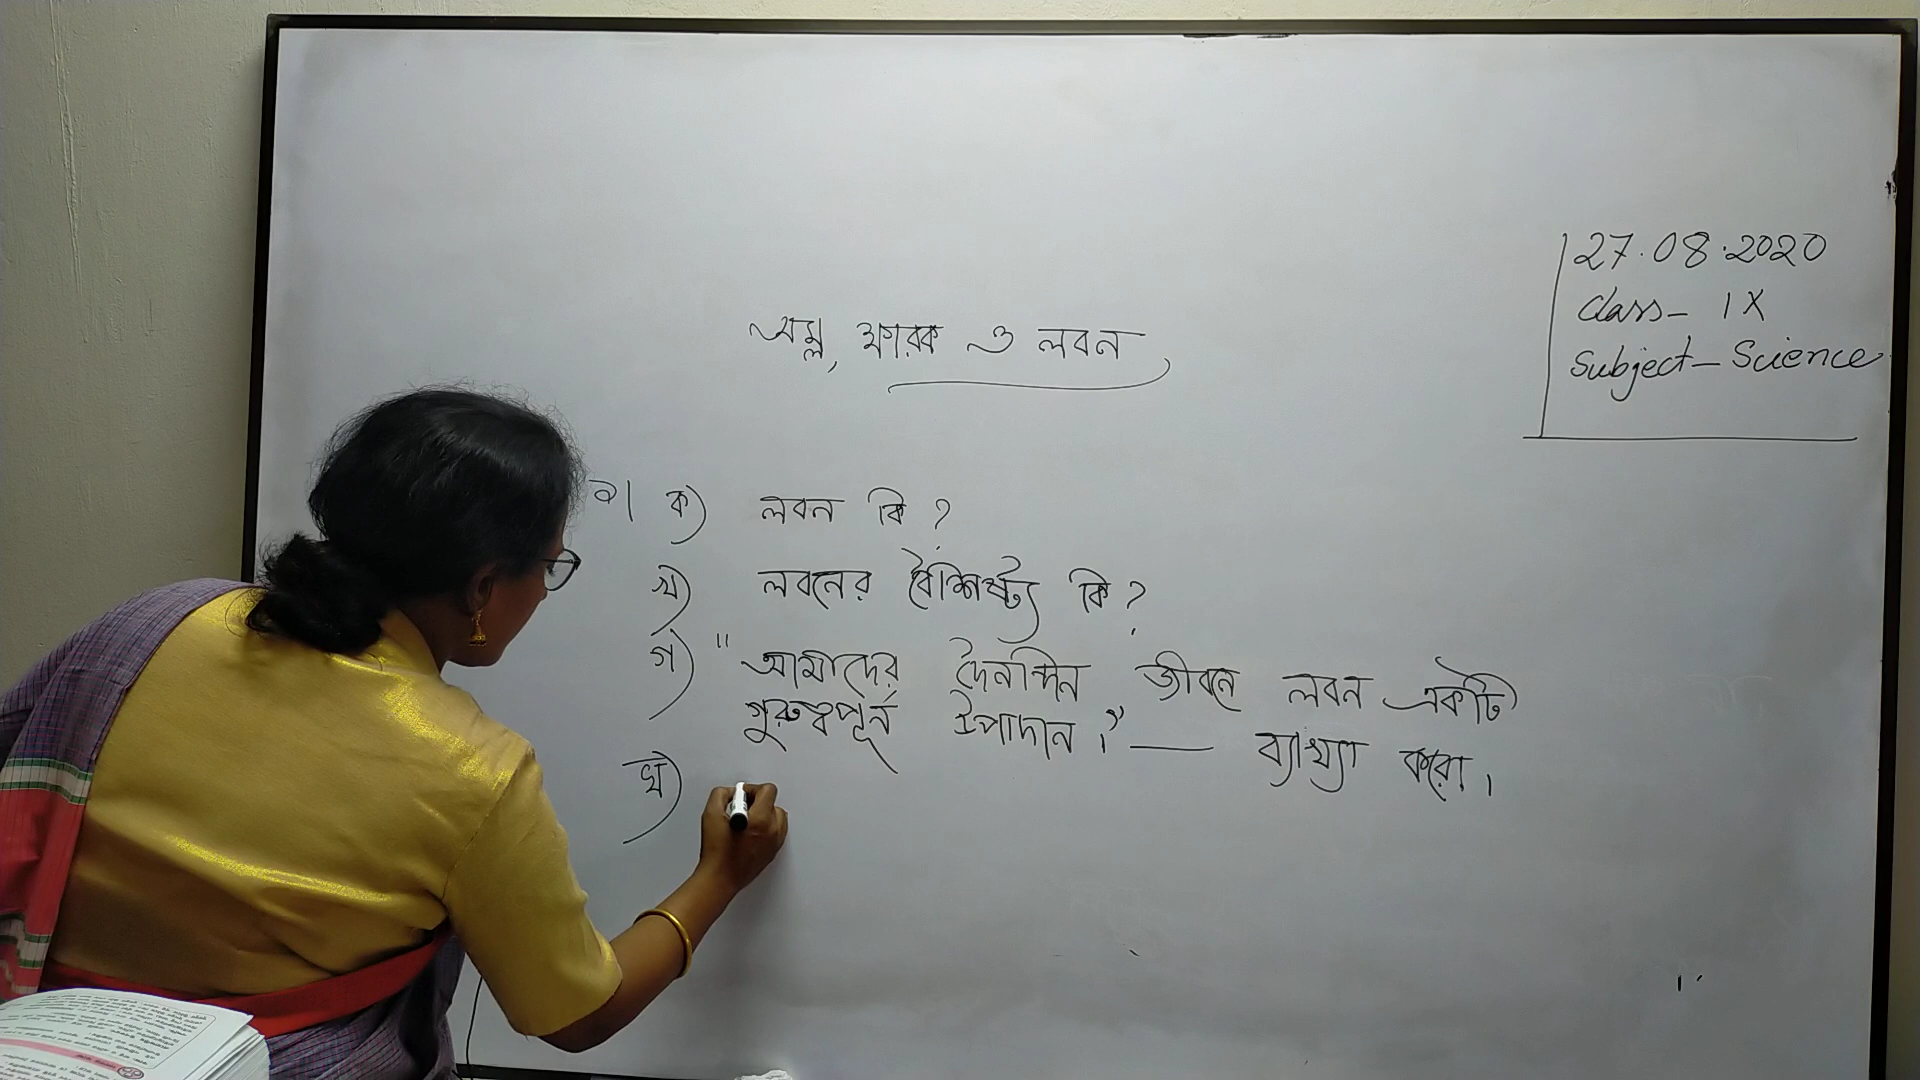 27.08.2020
Class- IX
Subject- Science
অম্ল, ক্ষারক ও লবন
ক) লবন কি ?
খ) লবনের বৈশিষ্ট্য কি ?
গ) "আমাদের দৈনন্দিন জীবনে লবন একটি
গুরুত্বপূর্ন উপাদান।" — ব্যাখ্যা করো।
ঘ)